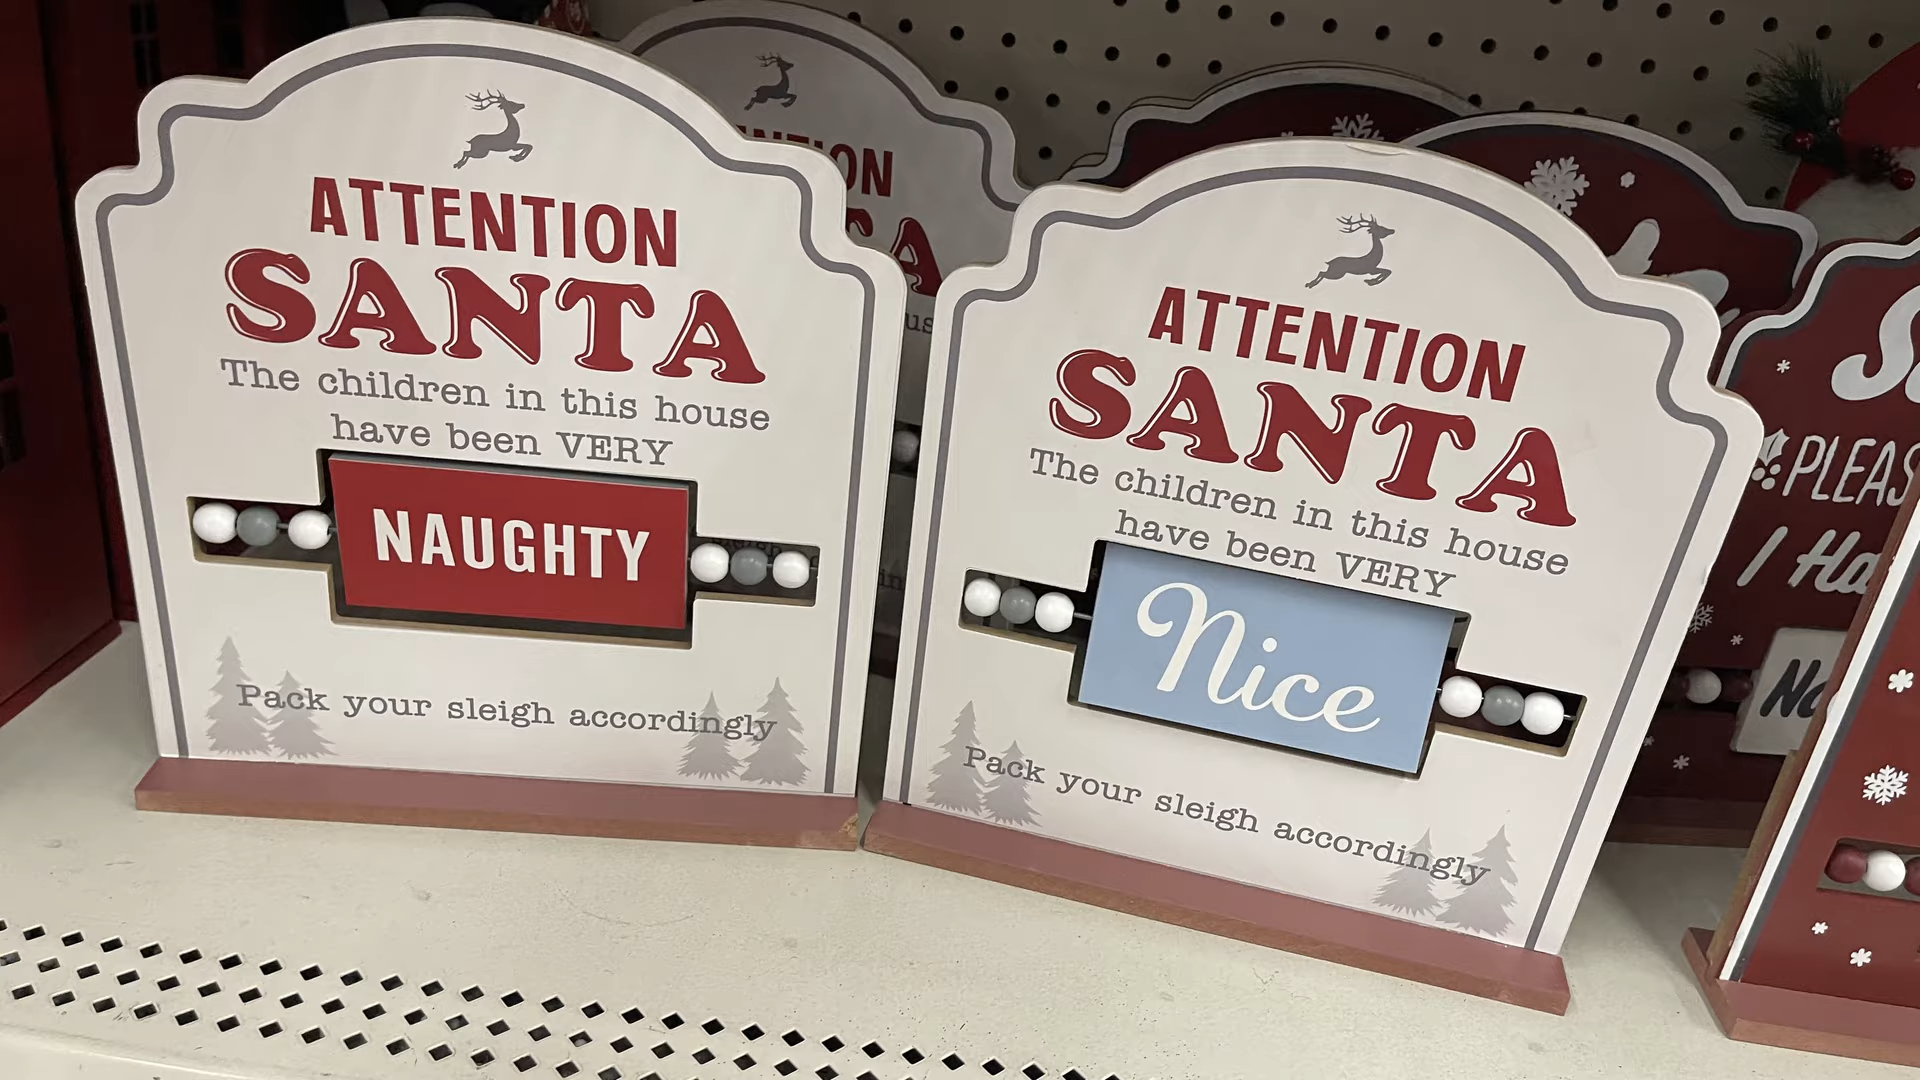 ATTENTION
SANTA
The children in this house
have been VERY
NAUGHTY
Pack your sleigh accordingly
ATTENTION
SANTA
The children in this house
have been VERY
Nice
Pack your sleigh accordingly
I